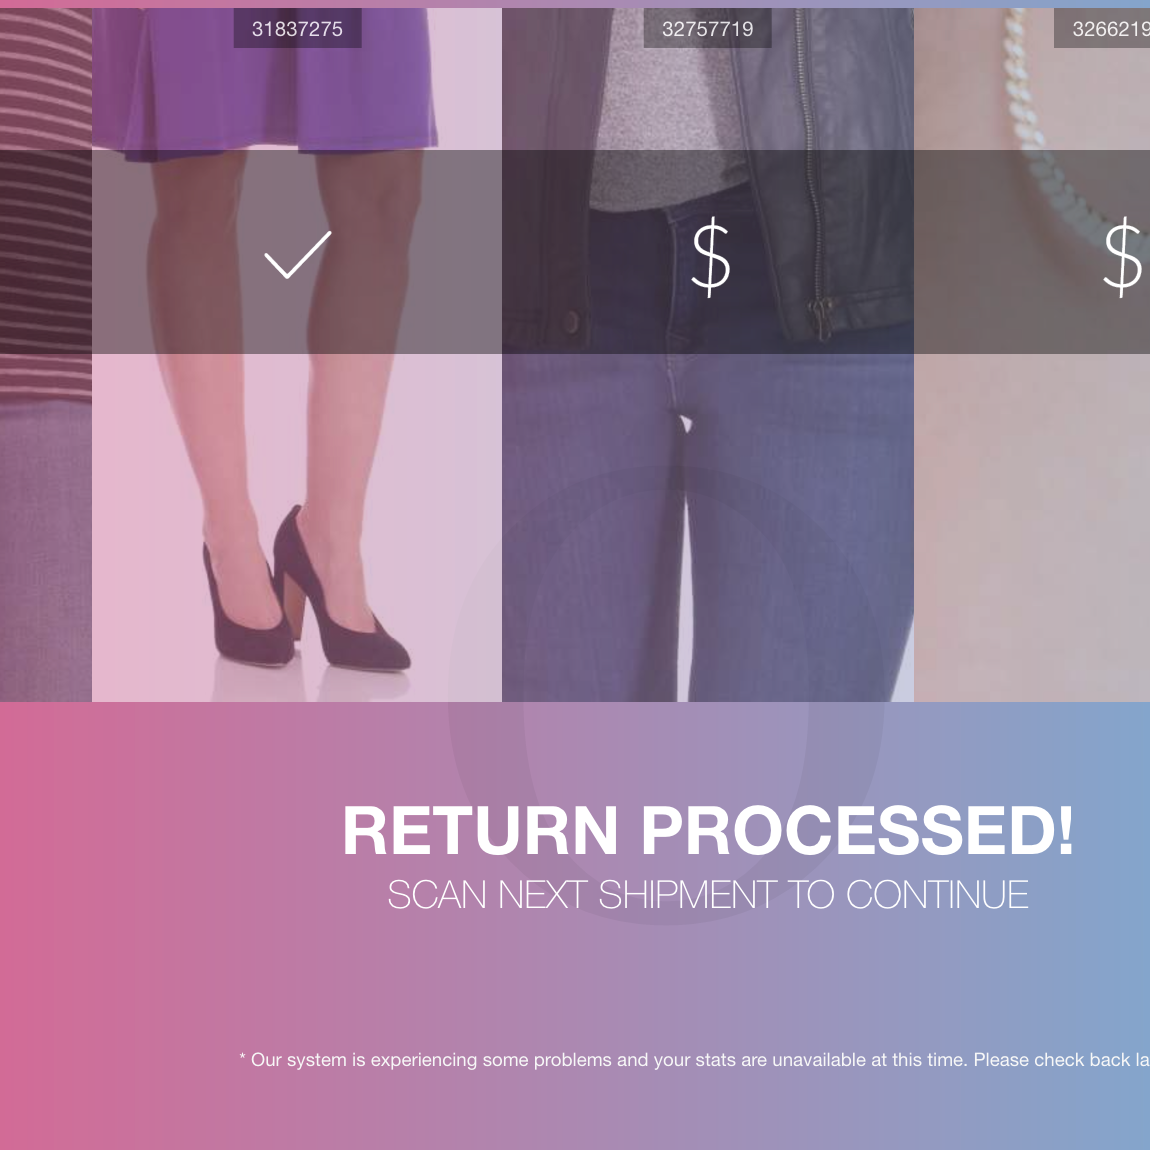 31837275
32757719
3266219
$
$
0
RETURN PROCESSED!
SCAN NEXT SHIPMENT TO CONTINUE
* Our system is experiencing some problems and your stats are unavailable at this time. Please check back la